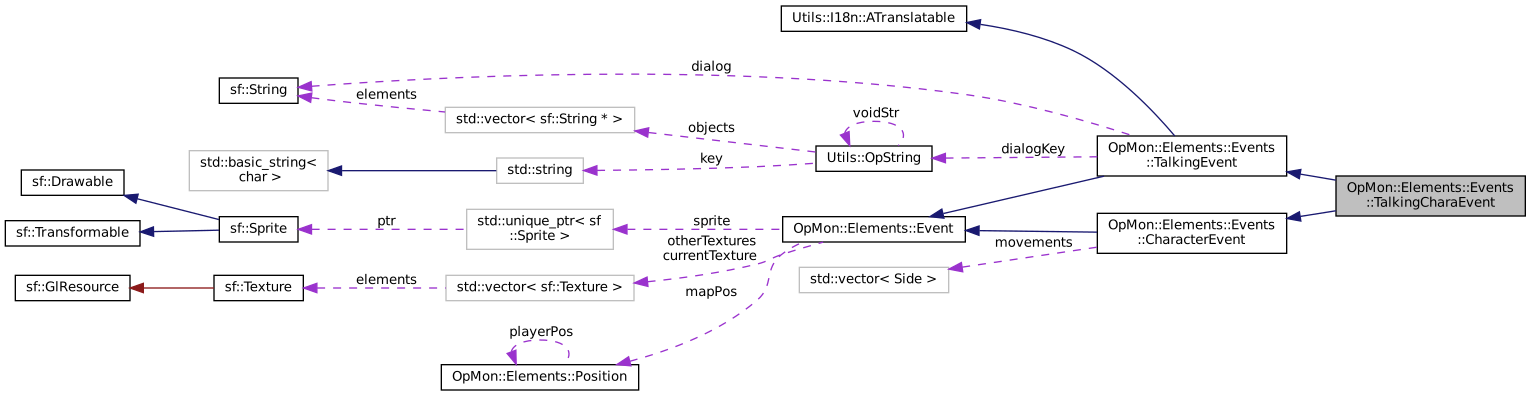 Utils::I18n::ATranslatable
dialog
sf::String
elements
std::vector< sf::String * >
voidStr
objects
OpMon::Elements::Events
::TalkingEvent
dialogKey
Utils::OpString
std::basic_string<
char >
key
std::string
sf::Drawable
OpMon::Elements::Events
::TalkingCharaEvent
ptr
std::unique_ptr< sf
::Sprite >
sprite
sf::Sprite
sf::Transformable
OpMon::Elements::Event
OpMon::Elements::Events
::CharacterEvent
otherTextures
currentTexture
movements
std::vector< Side >
elements
sf::GlResource
sf::Texture
std::vector< sf::Texture >
mapPos
playerPos
OpMon::Elements::Position